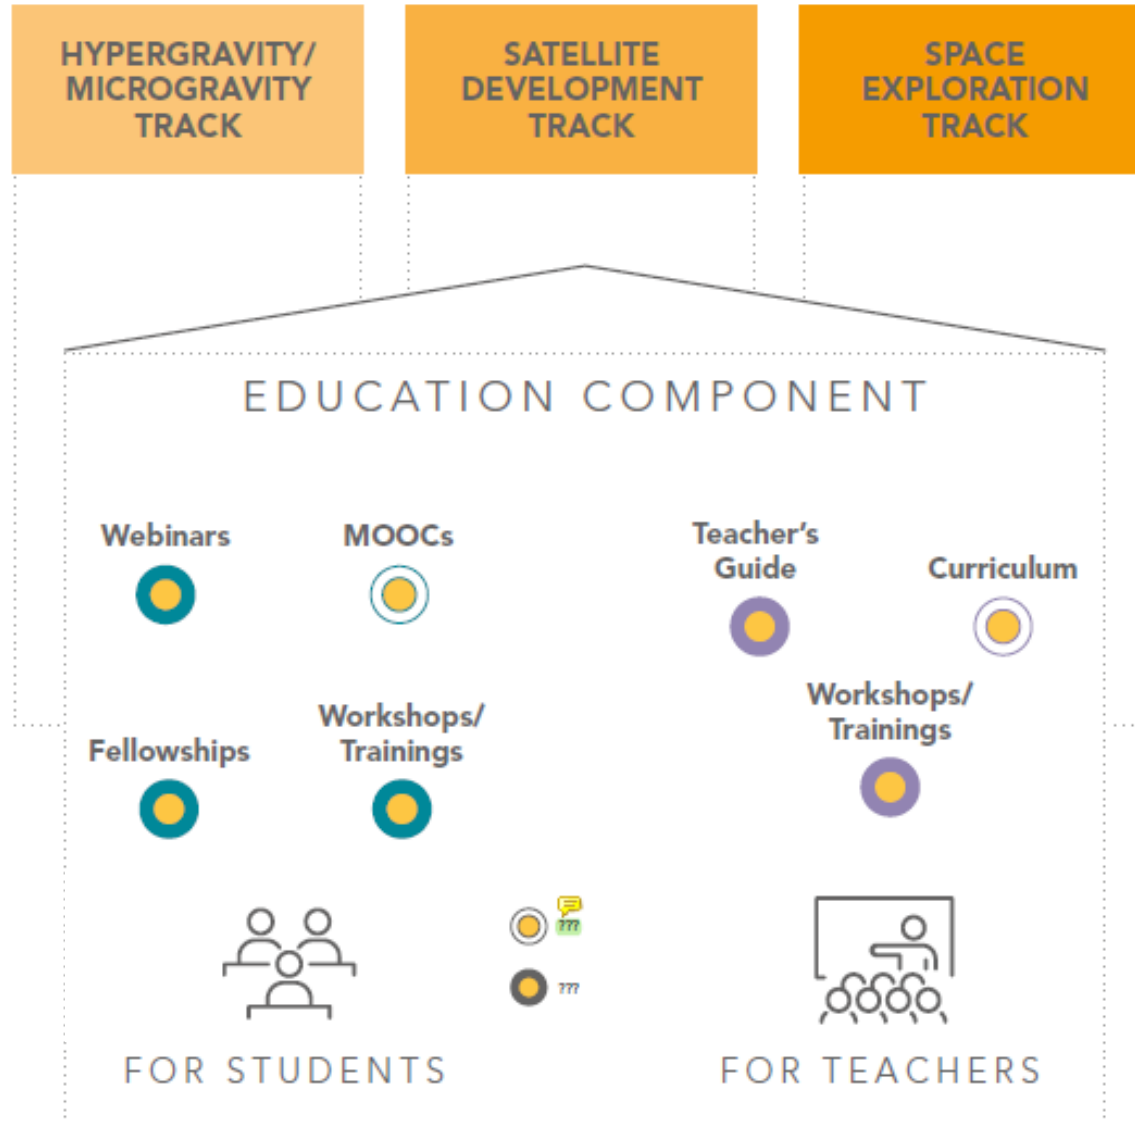 HYPERGRAVITY/
MICROGRAVITY
TRACK
SATELLITE
DEVELOPMENT
TRACK
SPACE
EXPLORATION
TRACK
EDUCATION COMPONENT
Webinars
MOOCs
Teacher’s
Guide
Curriculum
Fellowships
Workshops/
Trainings
Workshops/
Trainings
???
???
FOR STUDENTS
FOR TEACHERS